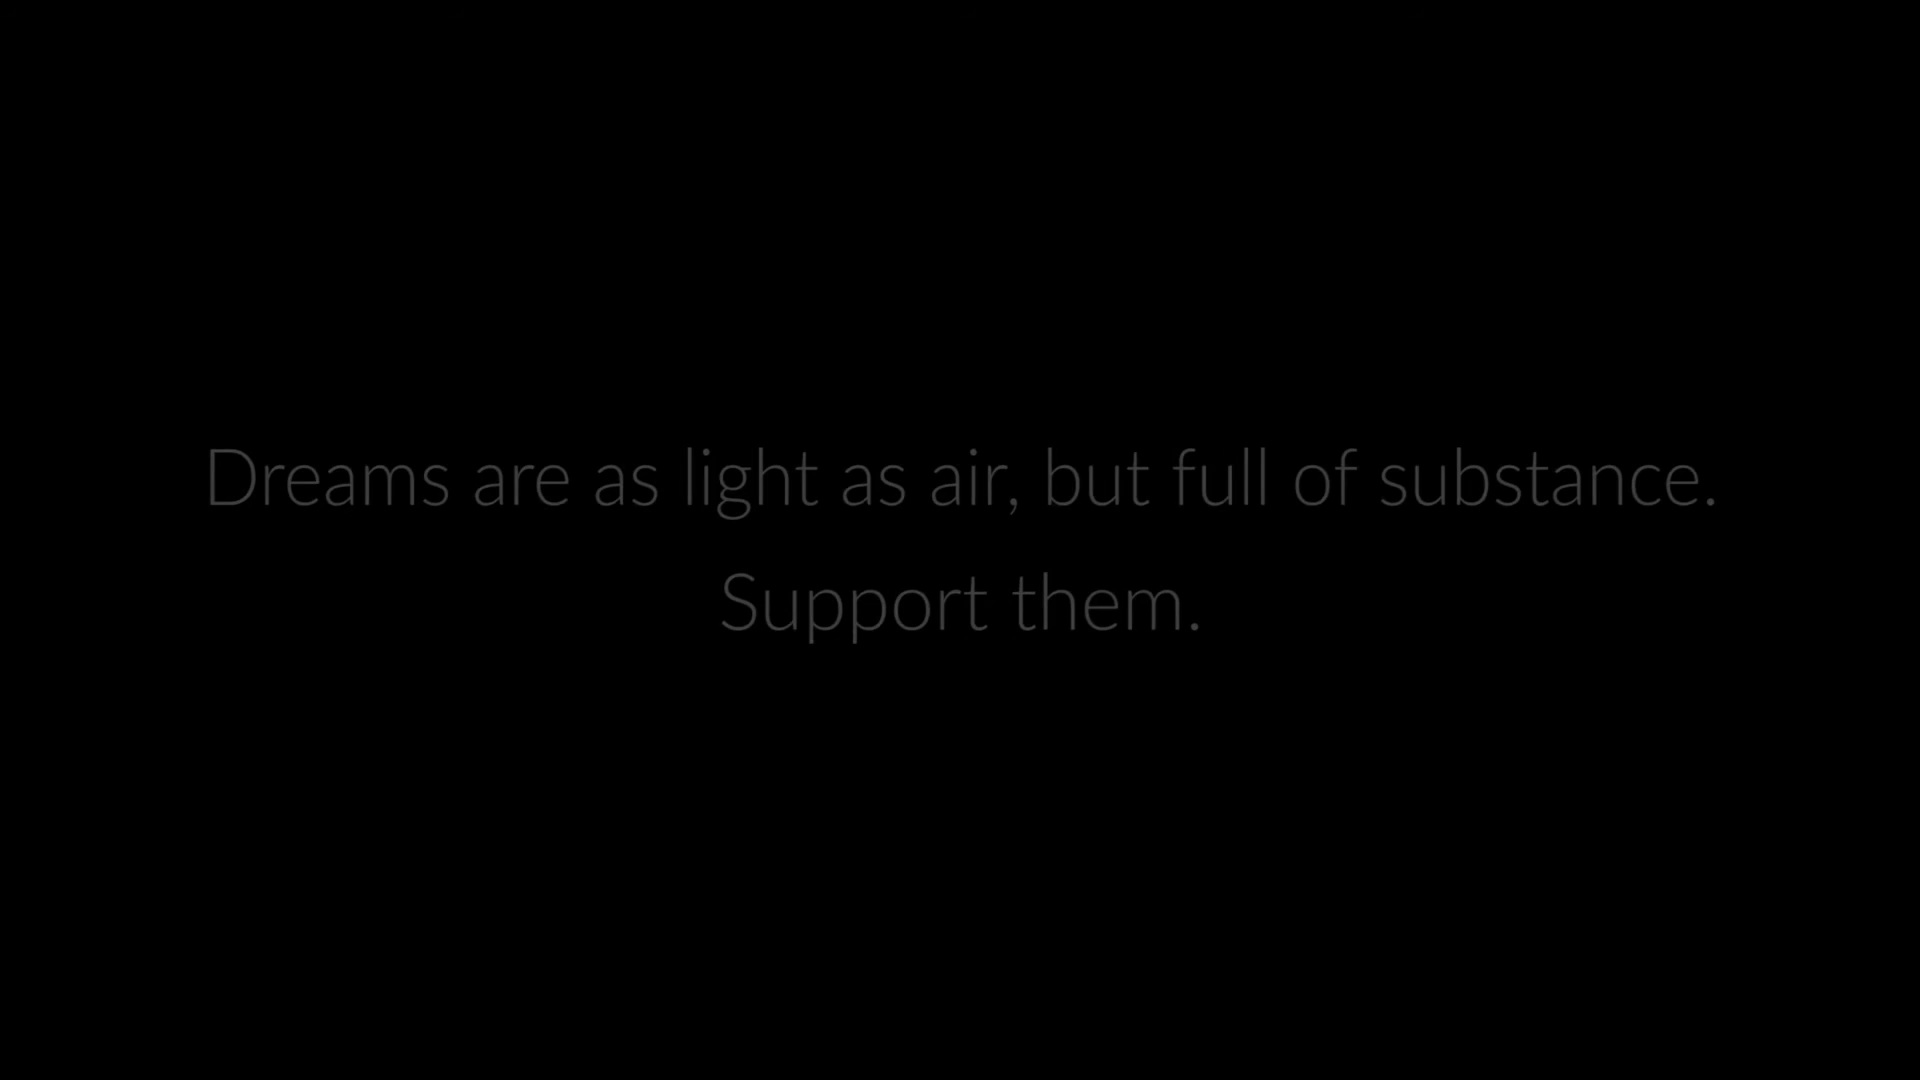 Dreams are as light as air, but full of substance.
Support them.